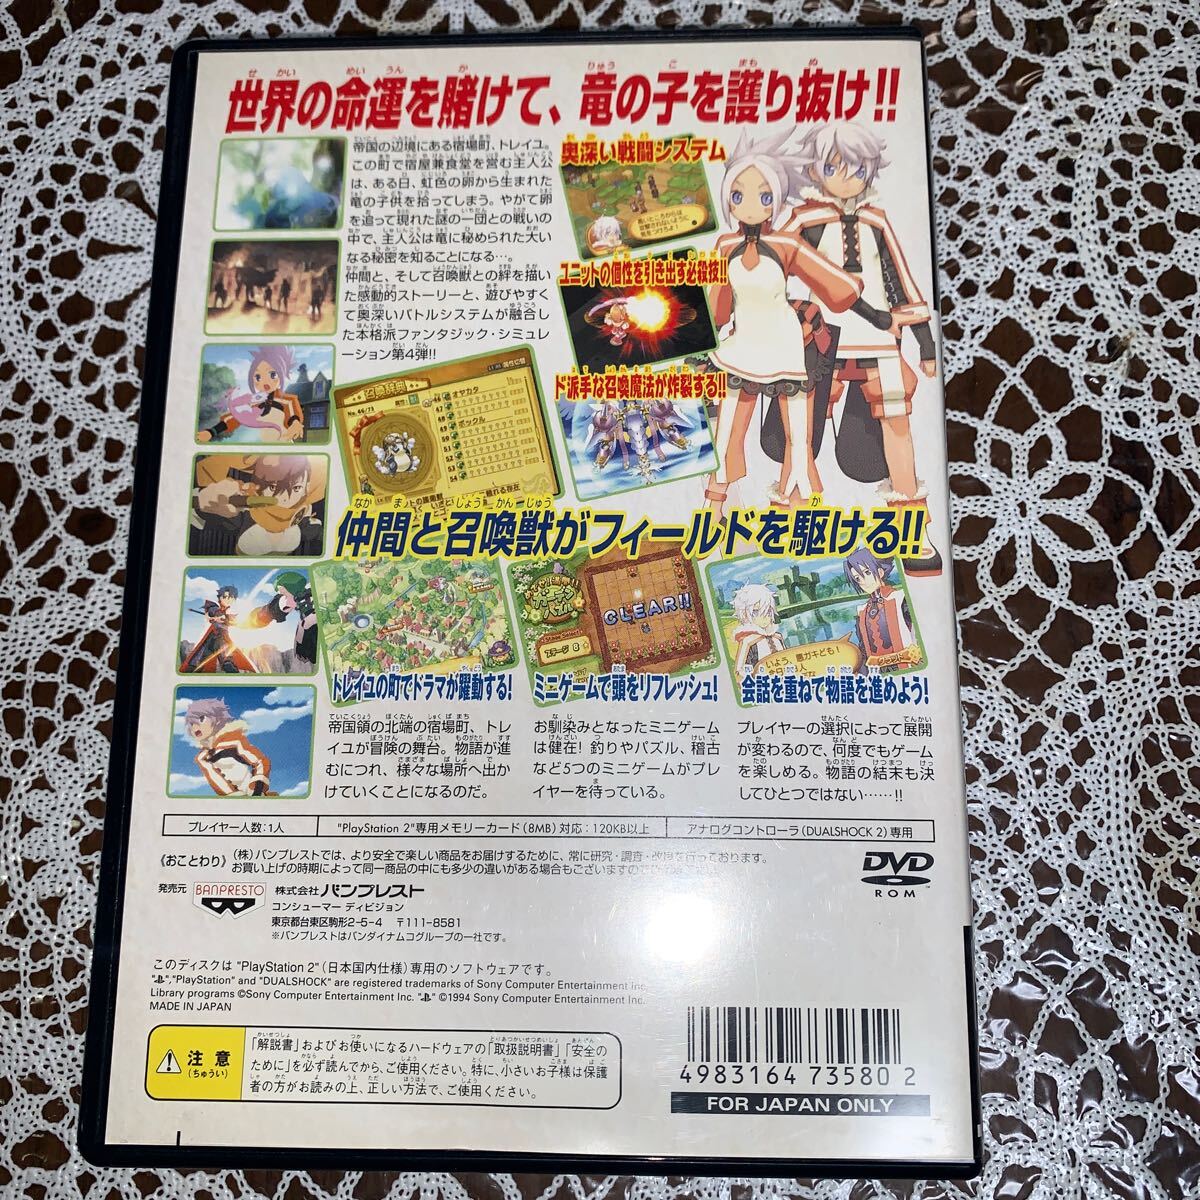 世界の命運を賭けて、竜の子を護り抜け!!
帝国の辺境にある宿場町、トレイユ。
この町で宿屋兼食堂を営む主人公
は、ある日、虹色の卵から生まれた
竜の子供を拾ってしまう。やがて卵
を追って現れた謎の一団との戦いの
中で、主人公は竜に秘められた大い
なる秘密を知ることになる…。
仲間と、そして召喚獣との絆を描い
た感動的ストーリーと、遊びやすく
て奥深いバトルシステムが融合し
た本格派ファンタジック・シミュレ
ーション第4弾!!
奥深い戦闘システム
ユニットの個性を引き出す必殺技!!
ド派手な召喚魔法が炸裂する!!
召喚辞典
No.46/73
オヤカタ
ポックル
仲間と召喚獣がフィールドを駆ける!!
CLEAR!!
ステージ 8
いよう、悪ガキども!
トレイユの町でドラマが躍動する!
帝国領の北端の宿場町、トレ
イユが冒険の舞台。物語が進
むにつれ、様々な場所へ出か
けていくことになるのだ。
ミニゲームで頭をリフレッシュ!
お馴染みとなったミニゲーム
は健在!釣りやパズル、稽古
など5つのミニゲームがプレ
イヤーを待っている。
会話を重ねて物語を進めよう!
プレイヤーの選択によって展開
が変わるので、何度でもゲーム
を楽しめる。物語の結末も決
してひとつではない……!!
プレイヤー人数:1人
"PlayStation 2"専用メモリーカード(8MB)対応:120KB以上
アナログコントローラ(DUALSHOCK 2)専用
《おことわり》(株)バンプレストでは、より安全で楽しい商品をお届けするために、常に研究・調査・改良を行っております。
お買い上げの時期によって同一商品の中にも多少の違いがある場合もございますので
DVD
ROM
発売元
BANPRESTO
株式会社バンプレスト
コンシューマー ディビジョン
東京都台東区駒形2-5-4 〒111-8581
※バンプレストはバンダイナムコグループの一社です。
このディスクは "PlayStation 2"(日本国内仕様)専用のソフトウェアです。
" ","PlayStation" and "DUALSHOCK" are registered trademarks of Sony Computer Entertainment Inc.
Library programs ©Sony Computer Entertainment Inc. " " ©1994 Sony Computer Entertainment Inc.
MADE IN JAPAN
注意
(ちゅうい)
「解説書」およびお使いになるハードウェアの「取扱説明書」「安全の
ために」を必ず読んでから、ご使用ください。特に、小さいお子様は保護
者の方がお読みの上、正しい方法で、ご使用ください。
4983164 73580 2
FOR JAPAN ONLY